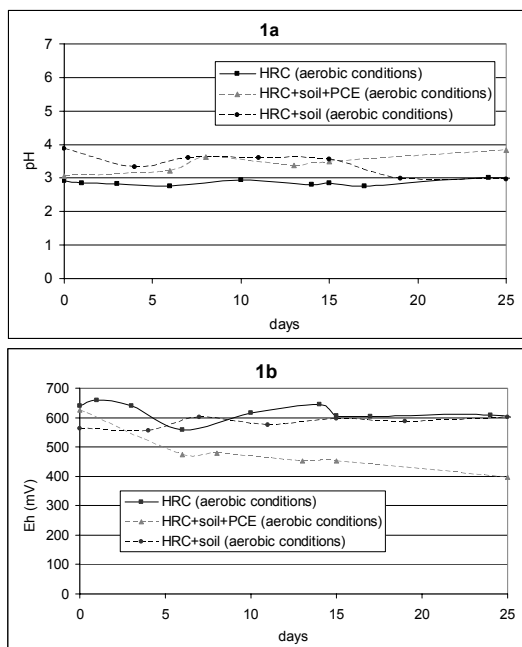 1a
7
6
5
4
3
2
1
0
pH
HRC (aerobic conditions)
HRC+soil+PCE (aerobic conditions)
HRC+soil (aerobic conditions)
0 5 10 15 20 25
days
1b
700
600
500
400
300
200
100
0
Eh (mV)
HRC (aerobic conditions)
HRC+soil+PCE (aerobic conditions)
HRC+soil (aerobic conditions)
0 5 10 15 20 25
days